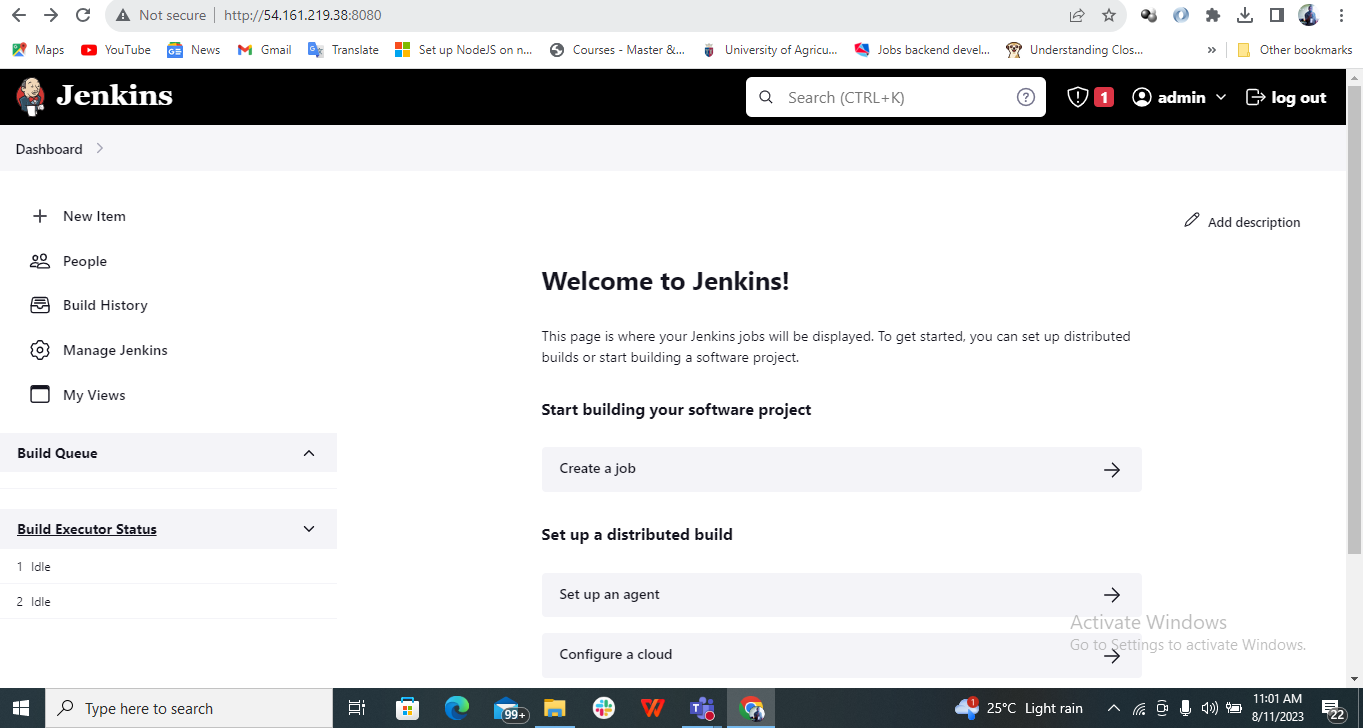 Not secure | http://54.161.219.38:8080
Maps YouTube News Gmail Translate Set up NodeJS on n... Courses - Master &... University of Agricu... Jobs backend devel... Understanding Clos... » Other bookmarks
Jenkins Search (CTRL+K) 1 admin log out
Dashboard
New Item
Add description
People
Build History
Manage Jenkins
My Views
Welcome to Jenkins!
This page is where your Jenkins jobs will be displayed. To get started, you can set up distributed
builds or start building a software project.
Start building your software project
Create a job
Build Queue
Build Executor Status
1 Idle
2 Idle
Set up a distributed build
Set up an agent
Configure a cloud
Activate Windows
Go to Settings to activate Windows.
Type here to search
99+
1
25°C Light rain
11:01 AM
8/11/2023
22